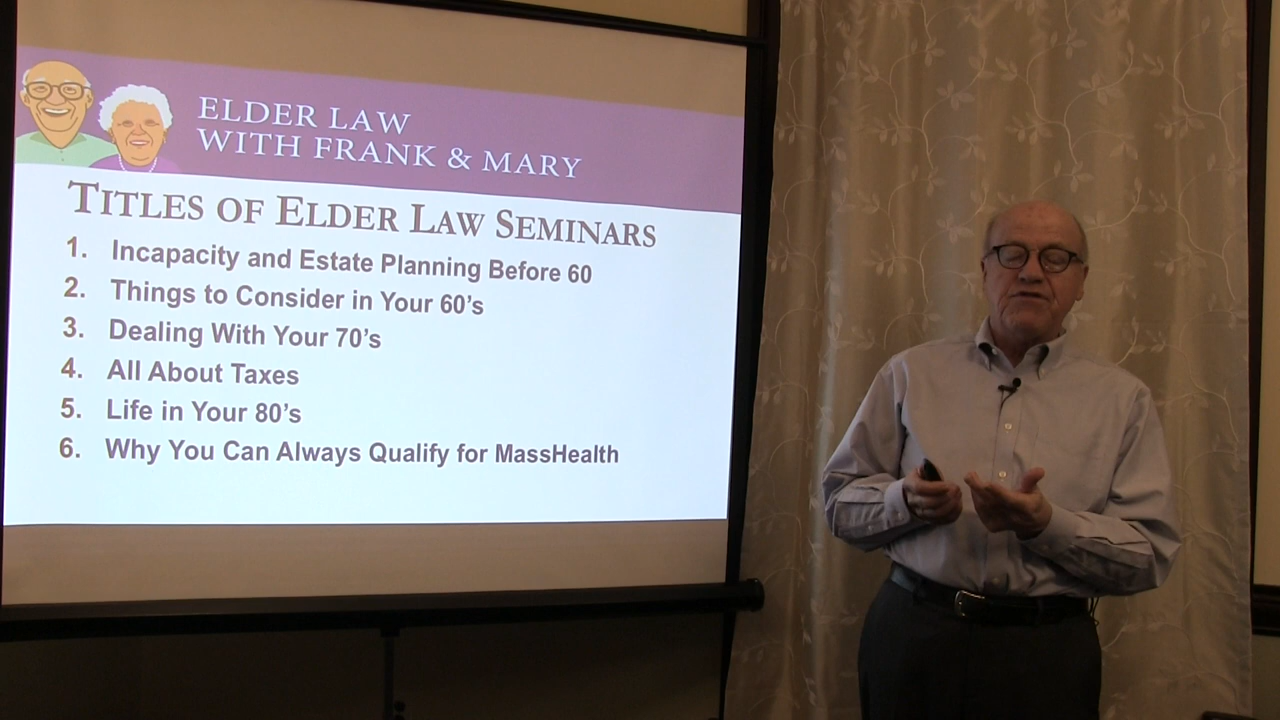 ELDER LAW
WITH FRANK & MARY
TITLES OF ELDER LAW SEMINARS
1. Incapacity and Estate Planning Before 60
2. Things to Consider in Your 60's
3. Dealing With Your 70's
4. All About Taxes
5. Life in Your 80's
6. Why You Can Always Qualify for MassHealth